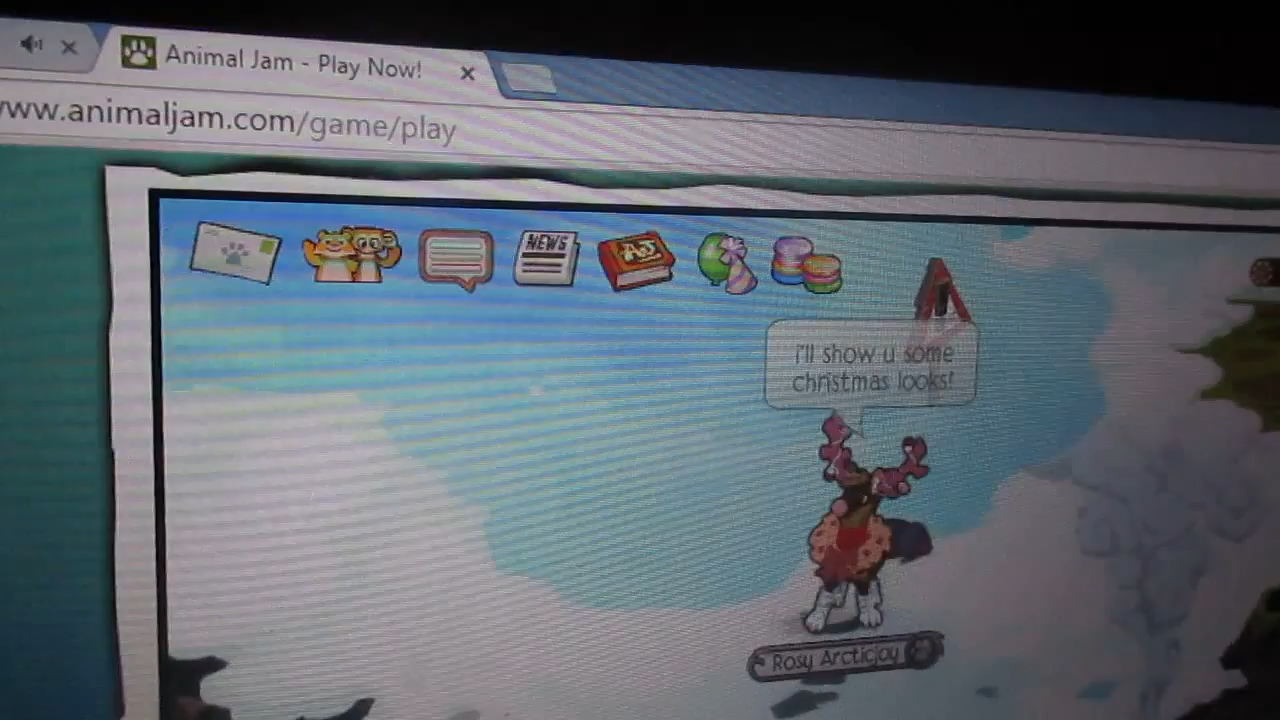 Animal Jam - Play Now!
www.animaljam.com/game/play
NEWS
AJ
i'll show u some
christmas looks!
Rosy Arcticjoy